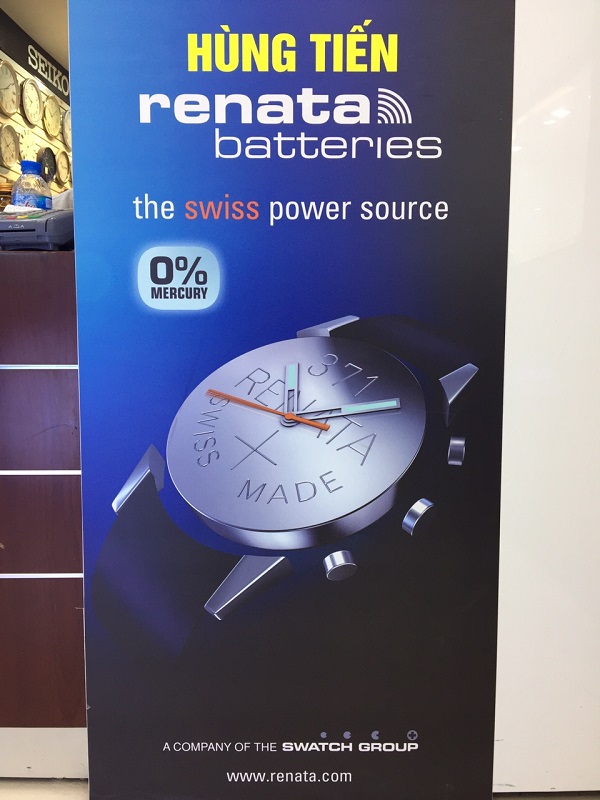 HÙNG TIẾN
renata
batteries
the swiss power source
0%
MERCURY
SEIKO
371
RENATA
SWISS
MADE
A COMPANY OF THE SWATCH GROUP
www.renata.com